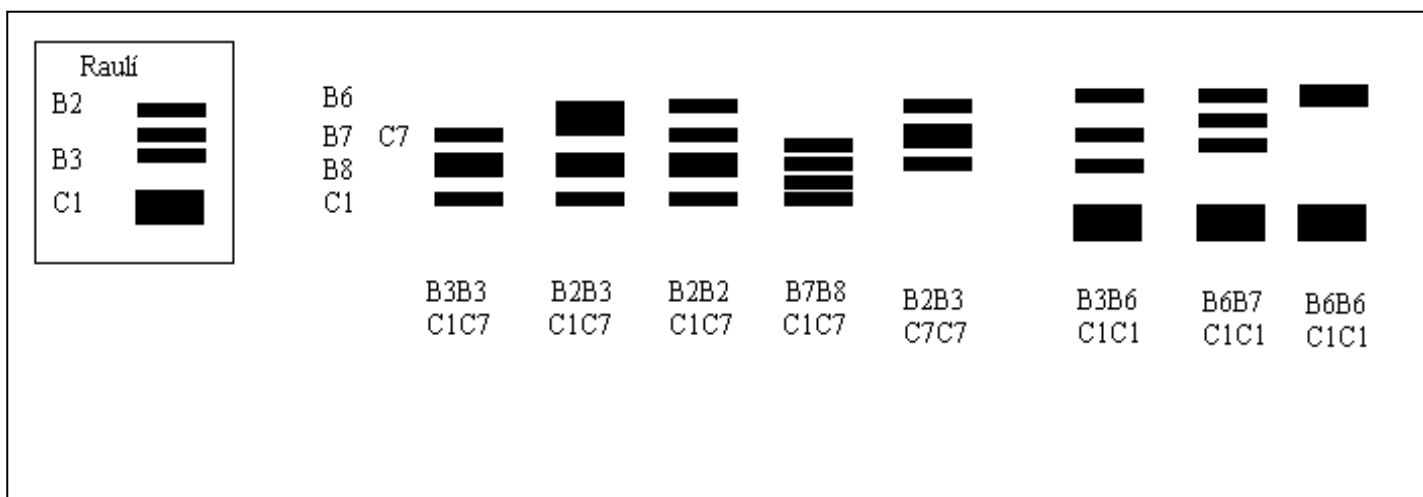 Raulí
B2
B3
C1
B6
B7 C7
B8
C1
B3B3
C1C7
B2B3
C1C7
B2B2
C1C7
B7B8
C1C7
B2B3
C7C7
B3B6
C1C1
B6B7
C1C1
B6B6
C1C1